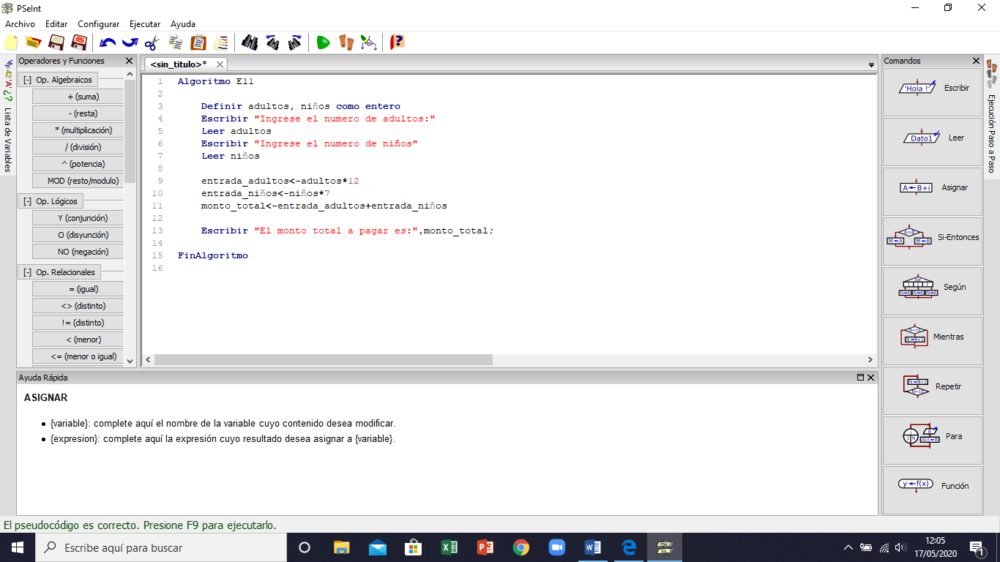 PSeInt
Archivo Editar Configurar Ejecutar Ayuda
Operadores y Funciones
[-] Op. Algebraicos
+ (suma)
- (resta)
* (multiplicación)
/ (división)
^ (potencia)
MOD (resto/modulo)
[-] Op. Lógicos
Y (conjunción)
O (disyunción)
NO (negación)
[-] Op. Relacionales
= (igual)
<> (distinto)
!= (distinto)
< (menor)
<= (menor o igual)
Lista de Variables
<sin_titulo>*
1 Algoritmo Ell
2
3 Definir adultos, niños como entero
4 Escribir "Ingrese el numero de adultos:"
5 Leer adultos
6 Escribir "Ingrese el numero de niños"
7 Leer niños
8
9 entrada_adultos<-adultos*12
10 entrada_niños<-niños*7
11 monto_total<-entrada_adultos+entrada_niños
12
13 Escribir "El monto total a pagar es:",monto_total;
14
15 FinAlgoritmo
16
Comandos
'Hola !' Escribir
Dato1 Leer
A←B+i Asignar
A>B M←A M←B Si-Entonces
Según
Mientras
Repetir
Para
y←f(x) Función
Ejecución Paso a Paso
Ayuda Rápida
ASIGNAR
• {variable}: complete aquí el nombre de la variable cuyo contenido desea modificar.
• {expresion}: complete aquí la expresión cuyo resultado desea asignar a {variable}.
El pseudocódigo es correcto. Presione F9 para ejecutarlo.
Escribe aquí para buscar
12:05
17/05/2020
1